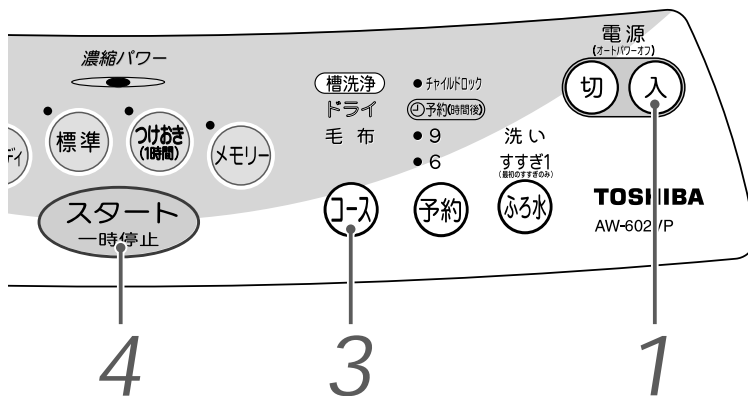 電源
(オートパワーオフ)
切 入
濃縮パワー
槽洗浄
ドライ
毛布
チャイルドロック
予約(時間後)
9
6
洗い
すすぎ1
(最初のすすぎのみ)
ディ
標準
つけおき
(1時間)
メモリー
スタート
一時停止
コース
予約
ふろ水
TOSHIBA
4
3
1